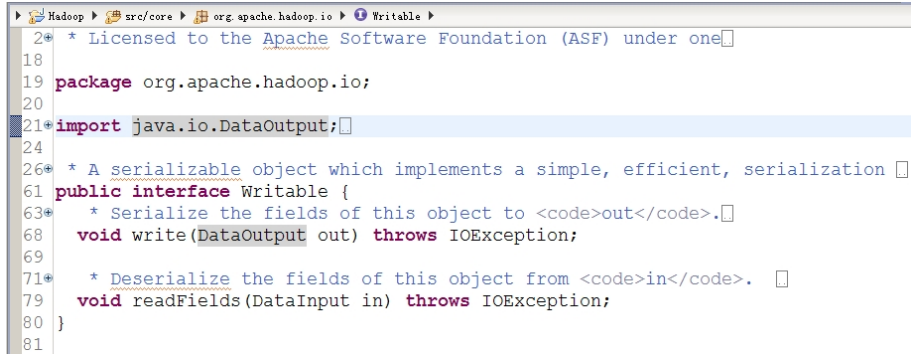 Hadoop src/core org.apache.hadoop.io Writable
2 * Licensed to the Apache Software Foundation (ASF) under one
18
19 package org.apache.hadoop.io;
20
21 import java.io.DataOutput;
24
26 * A serializable object which implements a simple, efficient, serialization
61 public interface Writable {
63 * Serialize the fields of this object to <code>out</code>.
68 void write(DataOutput out) throws IOException;
69
71 * Deserialize the fields of this object from <code>in</code>.
79 void readFields(DataInput in) throws IOException;
80 }
81